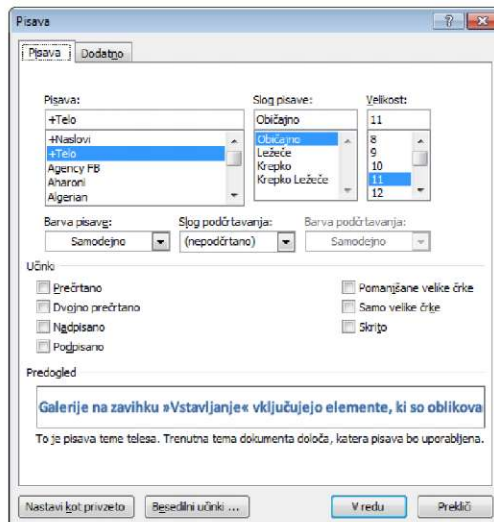 Pisava
Pisava Dodatno
Pisava: Slog pisave: Velikost:
+Telo Običajno 11
+Naslovi Običajno 8
+Telo Ležeče 9
Agency FB Krepko 10
Aharoni Krepko Ležeče 11
Algerian 12
Barva pisave: Slog podčrtavanja: Barva podčrtavanja:
Samodejno (nepodčrtano) Samodejno
Učinki
Prečrtano Pomanjšane velike črke
Dvojno prečrtano Samo velike črke
Nadpisano Skrito
Podpisano
Predogled
Galerije na zavihku »Vstavljanje« vključujejo elemente, ki so oblikova
To je pisava teme telesa. Trenutna tema dokumenta določa, katera pisava bo uporabljena.
Nastavi kot privzeto Besedilni učinki ... V redu Prekliči